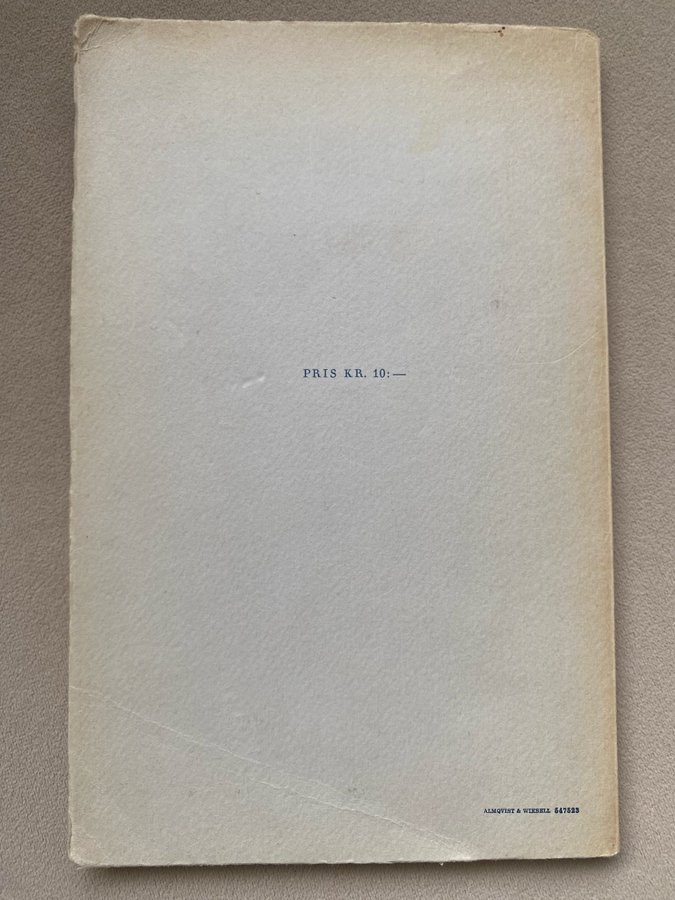 PRIS KR. 10:—
ALMQVIST & WIKSELL 547523